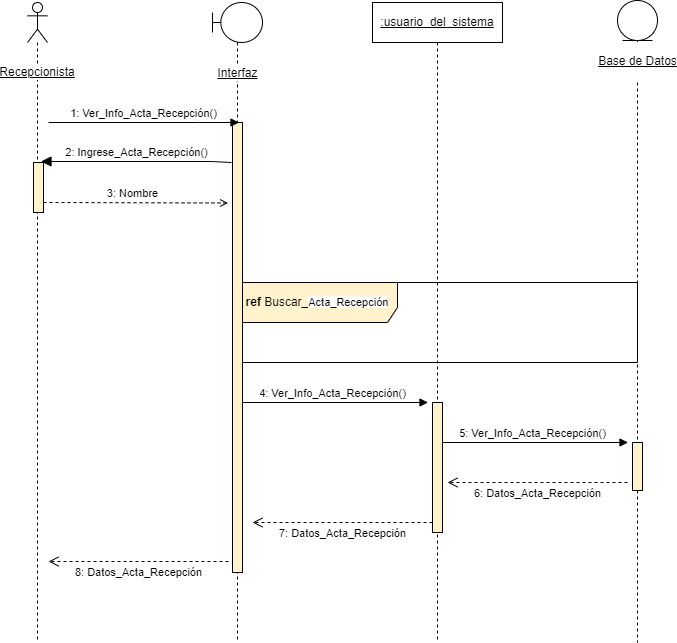 :usuario_del_sistema
Base de Datos
Recepcionista
Interfaz
1: Ver_Info_Acta_Recepción()
2: Ingrese_Acta_Recepción()
3: Nombre
ref Buscar_Acta_Recepción
4: Ver_Info_Acta_Recepción()
5: Ver_Info_Acta_Recepción()
6: Datos_Acta_Recepción
7: Datos_Acta_Recepción
8: Datos_Acta_Recepción